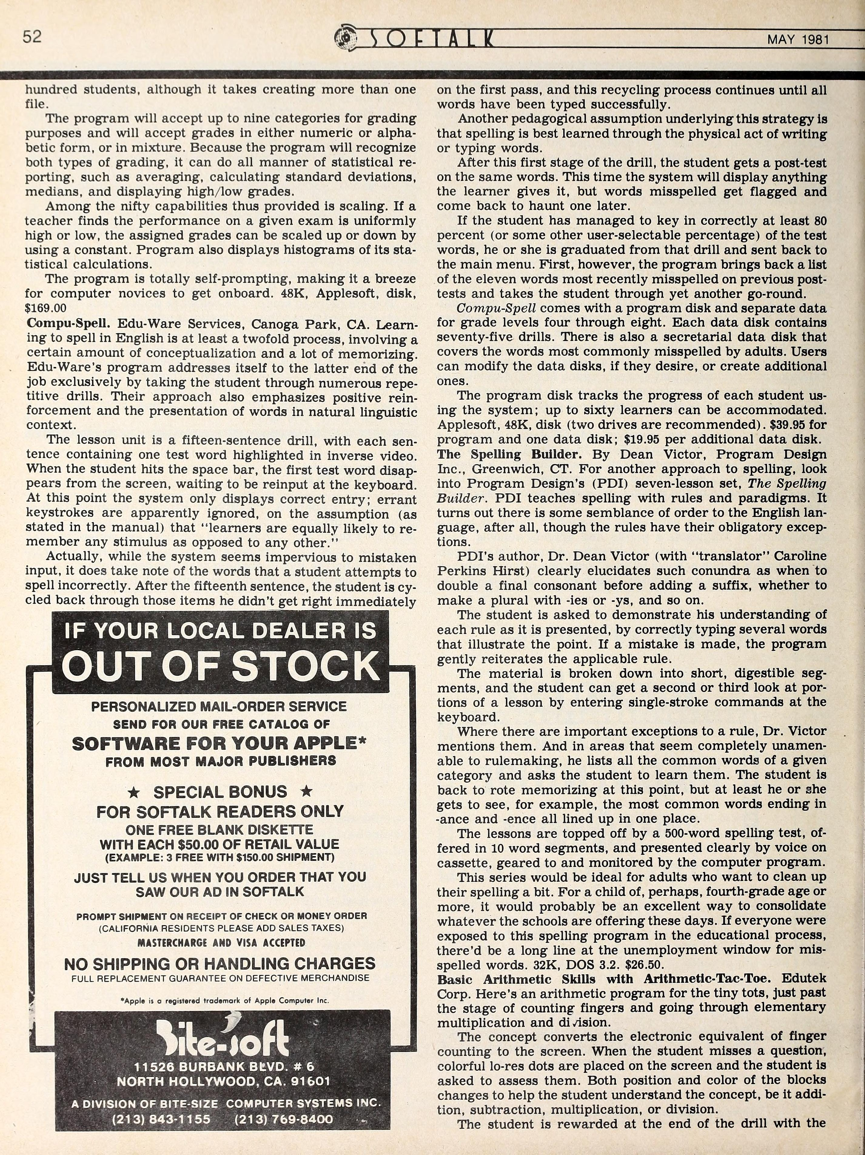 52
SOFTALK
MAY 1981
hundred students, although it takes creating more than one
file.
The program will accept up to nine categories for grading
purposes and will accept grades in either numeric or alpha-
betic form, or in mixture. Because the program will recognize
both types of grading, it can do all manner of statistical re-
porting, such as averaging, calculating standard deviations,
medians, and displaying high/low grades.
Among the nifty capabilities thus provided is scaling. If a
teacher finds the performance on a given exam is uniformly
high or low, the assigned grades can be scaled up or down by
using a constant. Program also displays histograms of its sta-
tistical calculations.
The program is totally self-prompting, making it a breeze
for computer novices to get onboard. 48K, Applesoft, disk,
$169.00
Compu-Spell. Edu-Ware Services, Canoga Park, CA. Learn-
ing to spell in English is at least a twofold process, involving a
certain amount of conceptualization and a lot of memorizing.
Edu-Ware's program addresses itself to the latter end of the
job exclusively by taking the student through numerous repe-
titive drills. Their approach also emphasizes positive rein-
forcement and the presentation of words in natural linguistic
context.
The lesson unit is a fifteen-sentence drill, with each sen-
tence containing one test word highlighted in inverse video.
When the student hits the space bar, the first test word disap-
pears from the screen, waiting to be reinput at the keyboard.
At this point the system only displays correct entry; errant
keystrokes are apparently ignored, on the assumption (as
stated in the manual) that "learners are equally likely to re-
member any stimulus as opposed to any other."
Actually, while the system seems impervious to mistaken
input, it does take note of the words that a student attempts to
spell incorrectly. After the fifteenth sentence, the student is cy-
cled back through those items he didn't get right immediately
IF YOUR LOCAL DEALER IS
OUT OF STOCK
PERSONALIZED MAIL-ORDER SERVICE
SEND FOR OUR FREE CATALOG OF
SOFTWARE FOR YOUR APPLE*
FROM MOST MAJOR PUBLISHERS
★ SPECIAL BONUS ★
FOR SOFTALK READERS ONLY
ONE FREE BLANK DISKETTE
WITH EACH $50.00 OF RETAIL VALUE
(EXAMPLE: 3 FREE WITH $150.00 SHIPMENT)
JUST TELL US WHEN YOU ORDER THAT YOU
SAW OUR AD IN SOFTALK
PROMPT SHIPMENT ON RECEIPT OF CHECK OR MONEY ORDER
(CALIFORNIA RESIDENTS PLEASE ADD SALES TAXES)
MASTERCHARGE AND VISA ACCEPTED
NO SHIPPING OR HANDLING CHARGES
FULL REPLACEMENT GUARANTEE ON DEFECTIVE MERCHANDISE
*Apple is a registered trademark of Apple Computer Inc.
Bite-soft
11526 BURBANK BLVD. # 6
NORTH HOLLYWOOD, CA. 91601
A DIVISION OF BITE-SIZE COMPUTER SYSTEMS INC.
(213) 843-1155 (213) 769-8400
on the first pass, and this recycling process continues until all
words have been typed successfully.
Another pedagogical assumption underlying this strategy is
that spelling is best learned through the physical act of writing
or typing words.
After this first stage of the drill, the student gets a post-test
on the same words. This time the system will display anything
the learner gives it, but words misspelled get flagged and
come back to haunt one later.
If the student has managed to key in correctly at least 80
percent (or some other user-selectable percentage) of the test
words, he or she is graduated from that drill and sent back to
the main menu. First, however, the program brings back a list
of the eleven words most recently misspelled on previous post-
tests and takes the student through yet another go-round.
Compu-Spell comes with a program disk and separate data
for grade levels four through eight. Each data disk contains
seventy-five drills. There is also a secretarial data disk that
covers the words most commonly misspelled by adults. Users
can modify the data disks, if they desire, or create additional
ones.
The program disk tracks the progress of each student us-
ing the system; up to sixty learners can be accommodated.
Applesoft, 48K, disk (two drives are recommended). $39.95 for
program and one data disk; $19.95 per additional data disk.
The Spelling Builder. By Dean Victor, Program Design
Inc., Greenwich, CT. For another approach to spelling, look
into Program Design's (PDI) seven-lesson set, The Spelling
Builder. PDI teaches spelling with rules and paradigms. It
turns out there is some semblance of order to the English lan-
guage, after all, though the rules have their obligatory excep-
tions.
PDI's author, Dr. Dean Victor (with "translator" Caroline
Perkins Hirst) clearly elucidates such conundra as when to
double a final consonant before adding a suffix, whether to
make a plural with -ies or -ys, and so on.
The student is asked to demonstrate his understanding of
each rule as it is presented, by correctly typing several words
that illustrate the point. If a mistake is made, the program
gently reiterates the applicable rule.
The material is broken down into short, digestible seg-
ments, and the student can get a second or third look at por-
tions of a lesson by entering single-stroke commands at the
keyboard.
Where there are important exceptions to a rule, Dr. Victor
mentions them. And in areas that seem completely unamen-
able to rulemaking, he lists all the common words of a given
category and asks the student to learn them. The student is
back to rote memorizing at this point, but at least he or she
gets to see, for example, the most common words ending in
-ance and -ence all lined up in one place.
The lessons are topped off by a 500-word spelling test, of-
fered in 10 word segments, and presented clearly by voice on
cassette, geared to and monitored by the computer program.
This series would be ideal for adults who want to clean up
their spelling a bit. For a child of, perhaps, fourth-grade age or
more, it would probably be an excellent way to consolidate
whatever the schools are offering these days. If everyone were
exposed to this spelling program in the educational process,
there'd be a long line at the unemployment window for mis-
spelled words. 32K, DOS 3.2. $26.50.
Basic Arithmetic Skills with Arithmetic-Tac-Toe. Edutek
Corp. Here's an arithmetic program for the tiny tots, just past
the stage of counting fingers and going through elementary
multiplication and division.
The concept converts the electronic equivalent of finger
counting to the screen. When the student misses a question,
colorful lo-res dots are placed on the screen and the student is
asked to assess them. Both position and color of the blocks
changes to help the student understand the concept, be it addi-
tion, subtraction, multiplication, or division.
The student is rewarded at the end of the drill with the